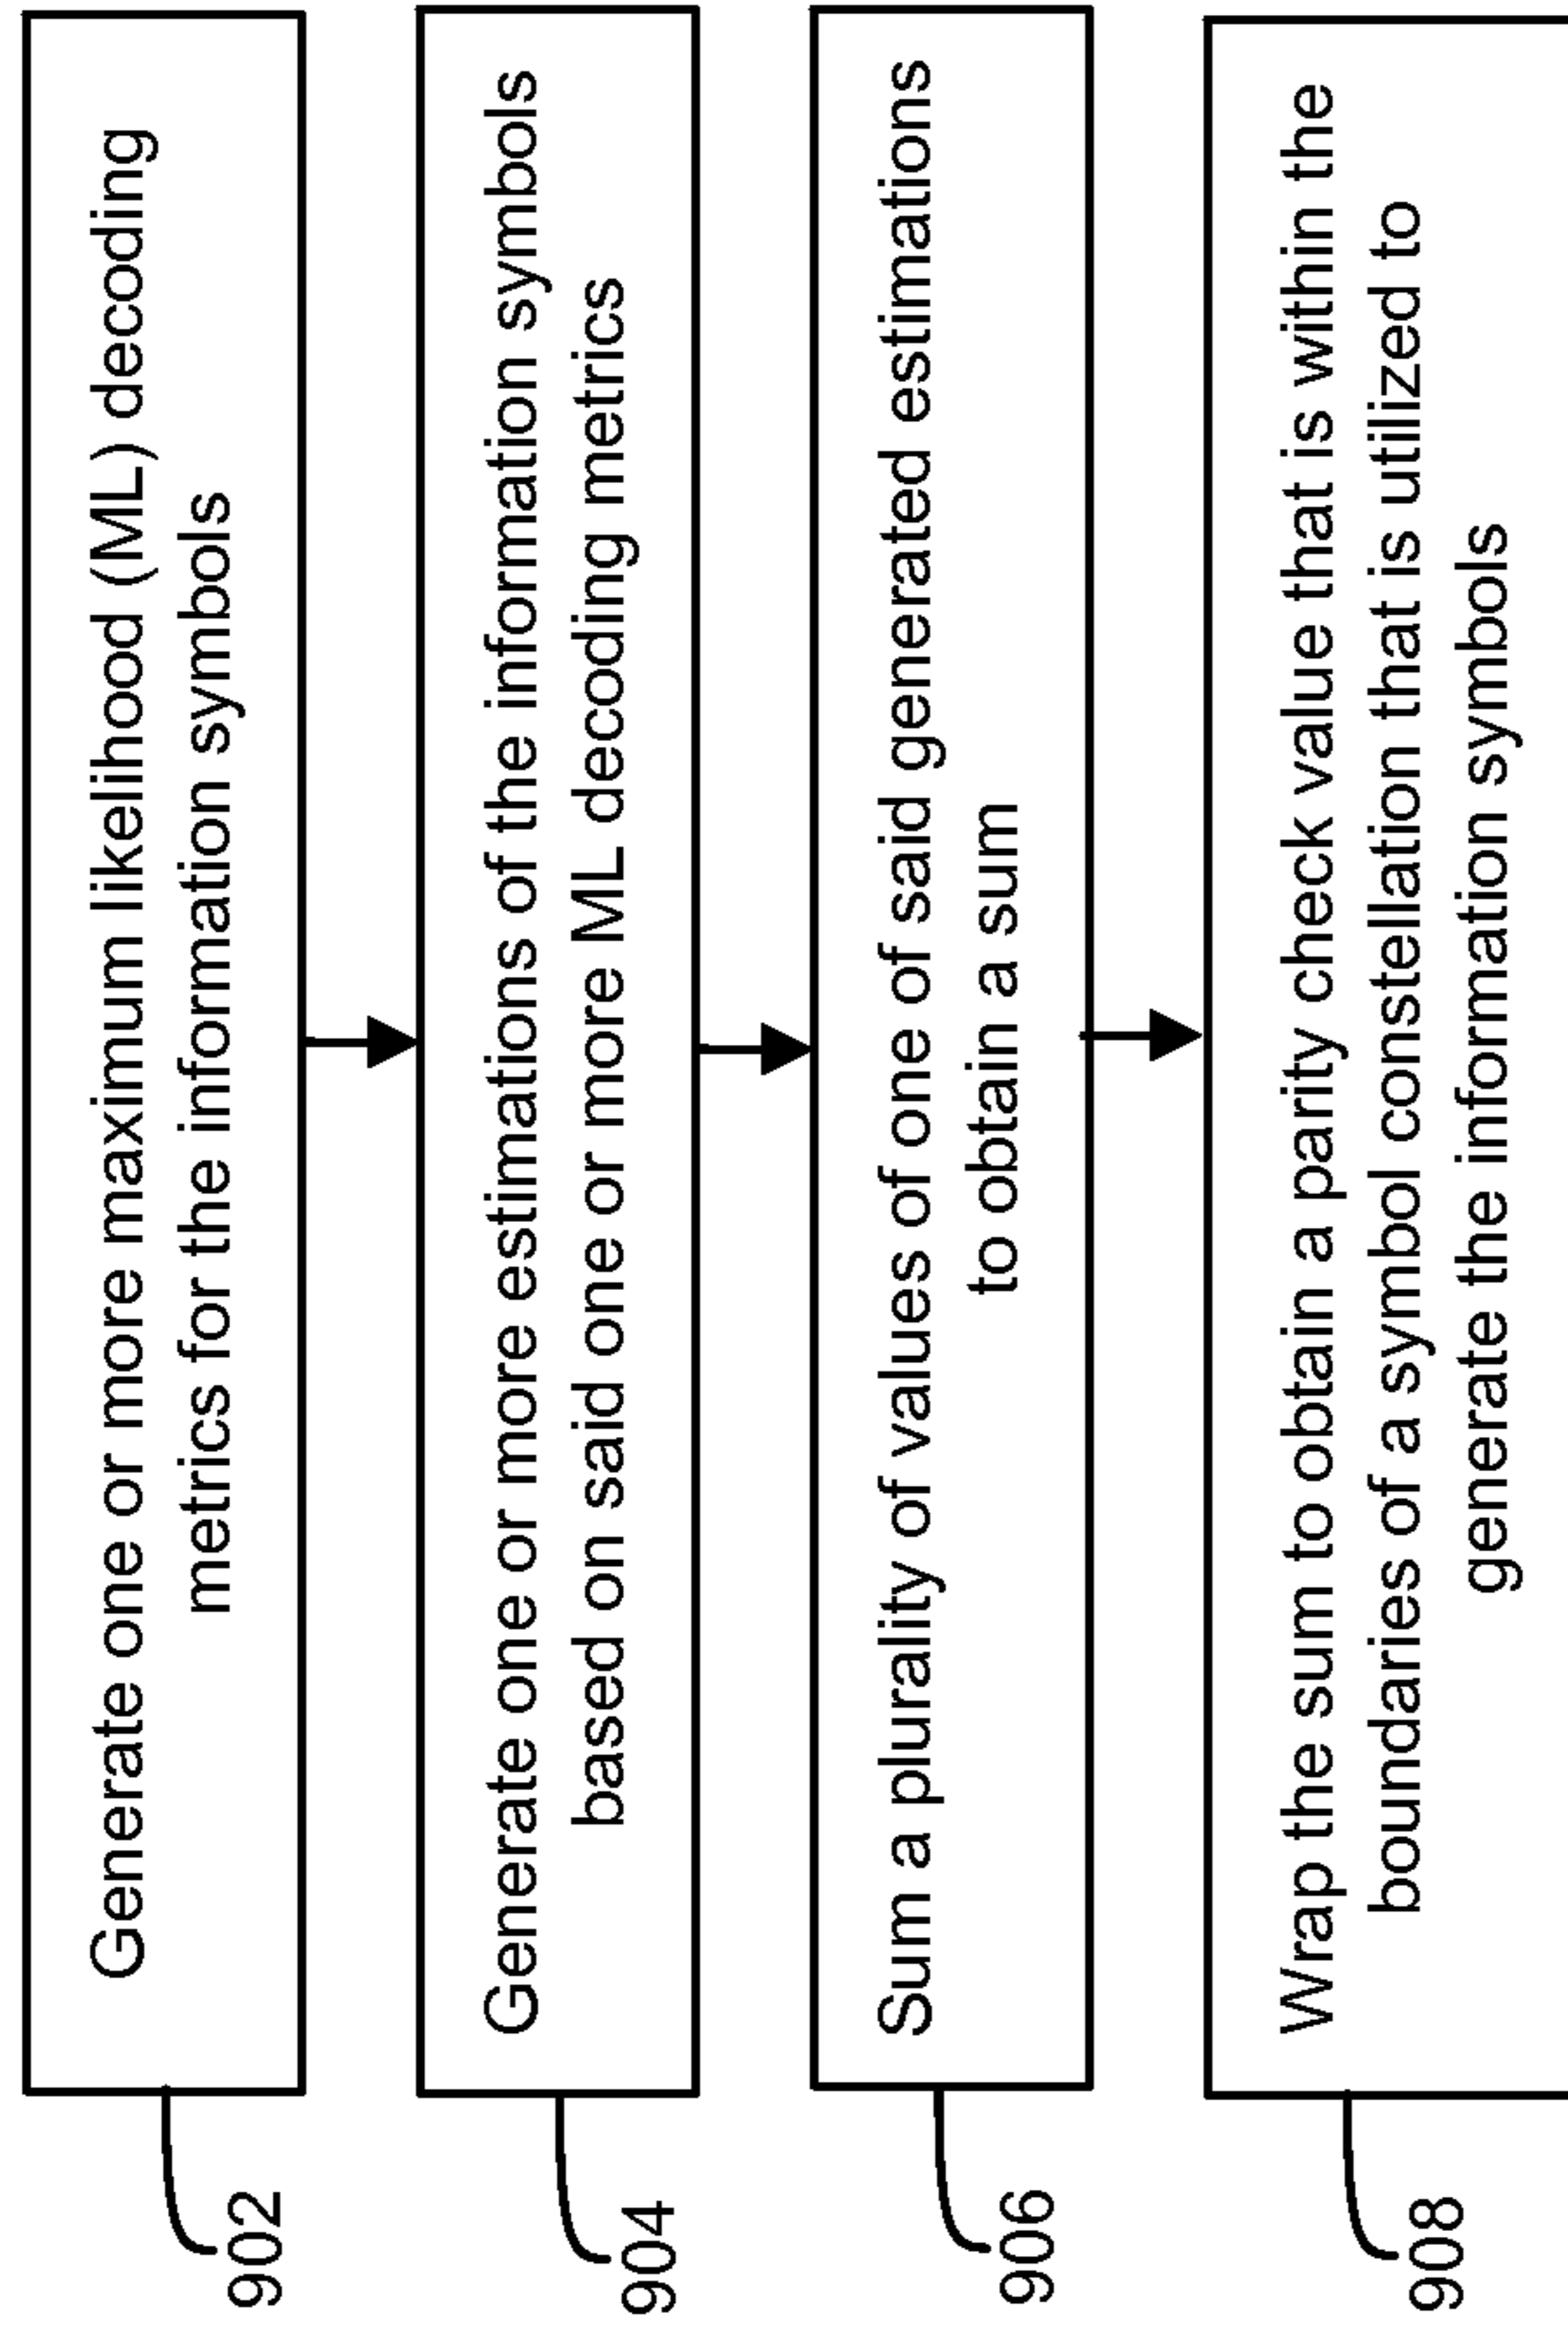 902
Generate one or more maximum likelihood (ML) decoding
metrics for the information symbols
904
Generate one or more estimations of the information symbols
based on said one or more ML decoding metrics
906
Sum a plurality of values of one of said generated estimations
to obtain a sum
908
Wrap the sum to obtain a parity check value that is within the
boundaries of a symbol constellation that is utilized to
generate the information symbols